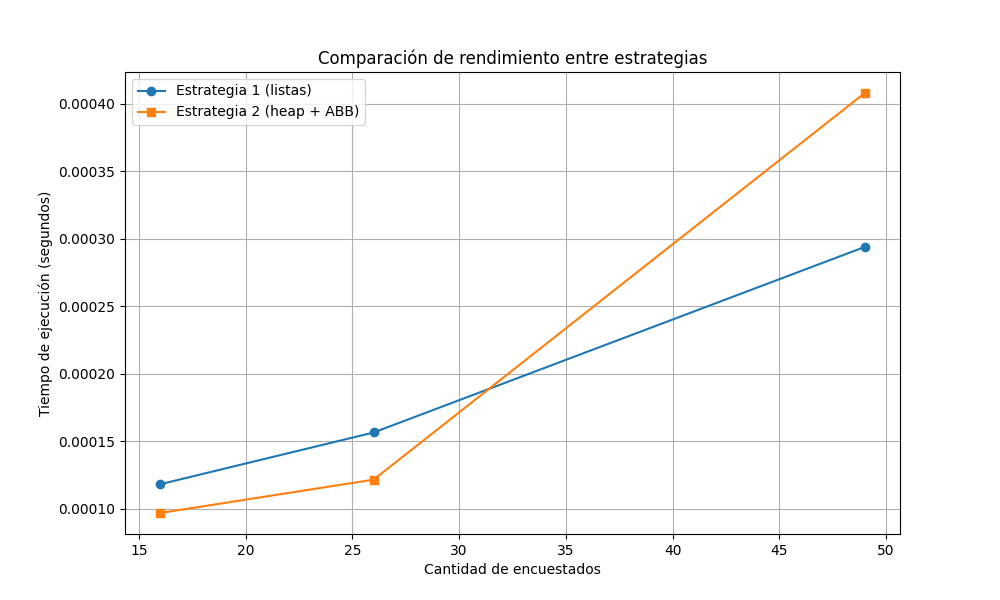 Comparación de rendimiento entre estrategias
Estrategia 1 (listas)
Estrategia 2 (heap + ABB)
Tiempo de ejecución (segundos)
0.00040
0.00035
0.00030
0.00025
0.00020
0.00015
0.00010
15 20 25 30 35 40 45 50
Cantidad de encuestados